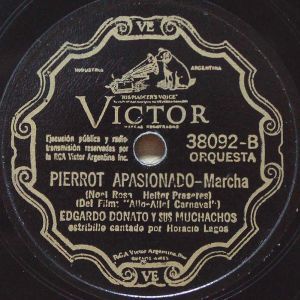 VE
"HIS MASTER'S VOICE"
INDUSTRIA ARGENTINA
VICTOR
MARCAS REGISTRADAS
Ejecución pública y radio
transmisión reservadas por
la RCA Victor Argentina Inc.
38092-B
ORQUESTA
PIERROT APASIONADO-Marcha
(Noel Rosa - Heitor Prazeres)
(Del Film: "Allo-Allo! Carnaval")
EDGARDO DONATO Y SUS MUCHACHOS
estribillo cantado por Horacio Lagos
RCA Victor Argentina, Inc.
BUENOS AIRES
VE